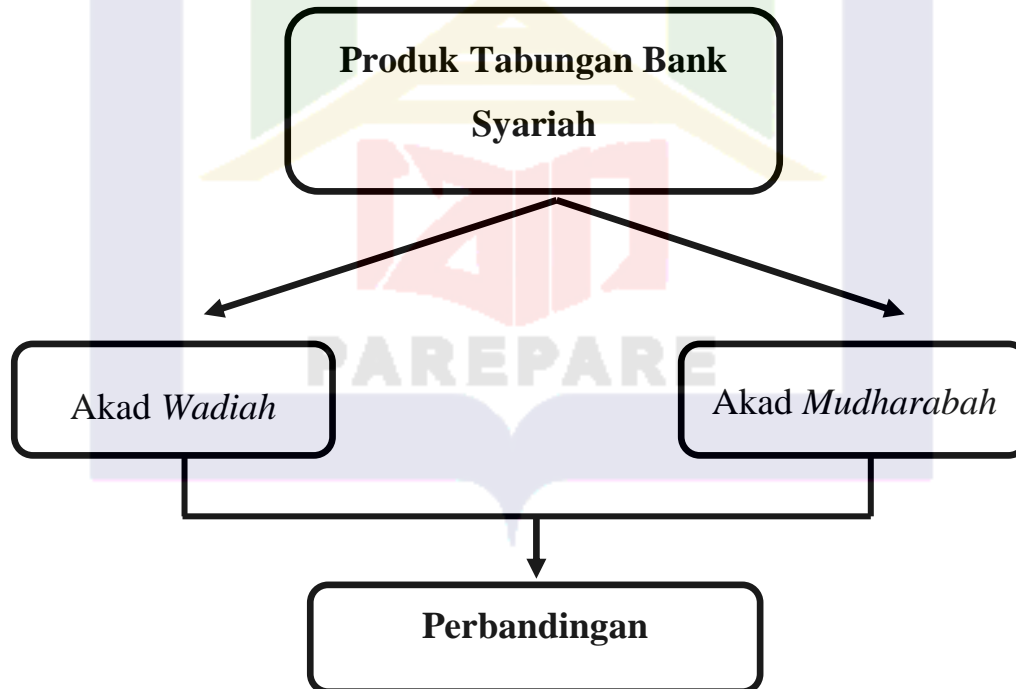 Produk Tabungan Bank
Syariah
PAREPARE
Akad Wadiah
Akad Mudharabah
Perbandingan